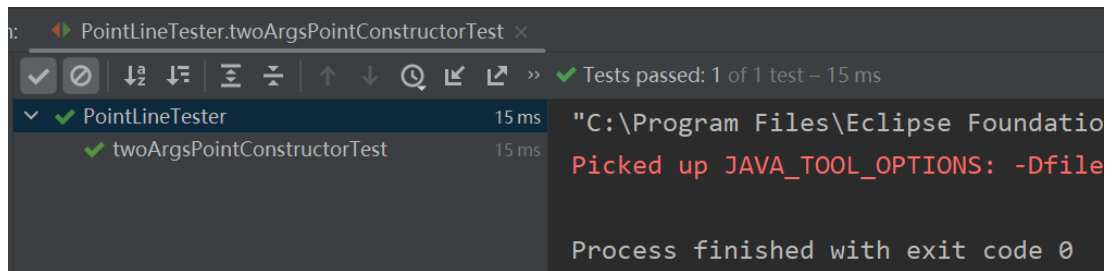 PointLineTester.twoArgsPointConstructorTest ×
Tests passed: 1 of 1 test – 15 ms
PointLineTester 15 ms
twoArgsPointConstructorTest 15 ms
"C:\Program Files\Eclipse Foundatio
Picked up JAVA_TOOL_OPTIONS: -Dfile
Process finished with exit code 0